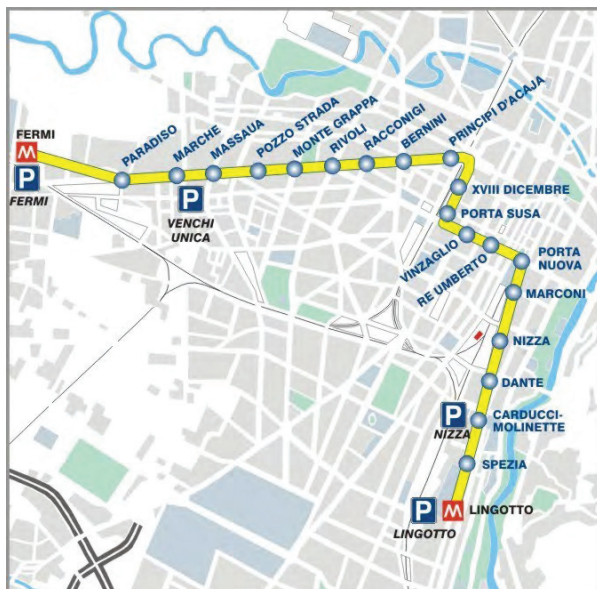 FERMI
M
P
FERMI
PARADISO
MARCHE
MASSAUA
POZZO STRADA
MONTE GRAPPA
RIVOLI
RACCONIGI
BERNINI
PRINCIPI D'ACAJA
P
VENCHI
UNICA
XVIII DICEMBRE
PORTA SUSA
VINZAGLIO
RE UMBERTO
PORTA
NUOVA
MARCONI
NIZZA
DANTE
P
NIZZA
CARDUCCI-
MOLINETTE
SPEZIA
P
LINGOTTO
M
LINGOTTO